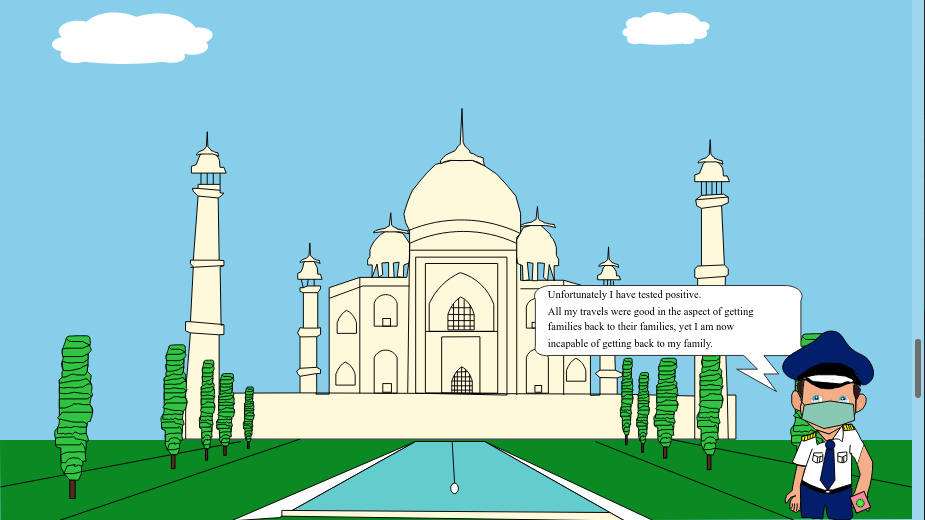 Unfortunately I have tested positive.
All my travels were good in the aspect of getting
families back to their families, yet I am now
incapable of getting back to my family.